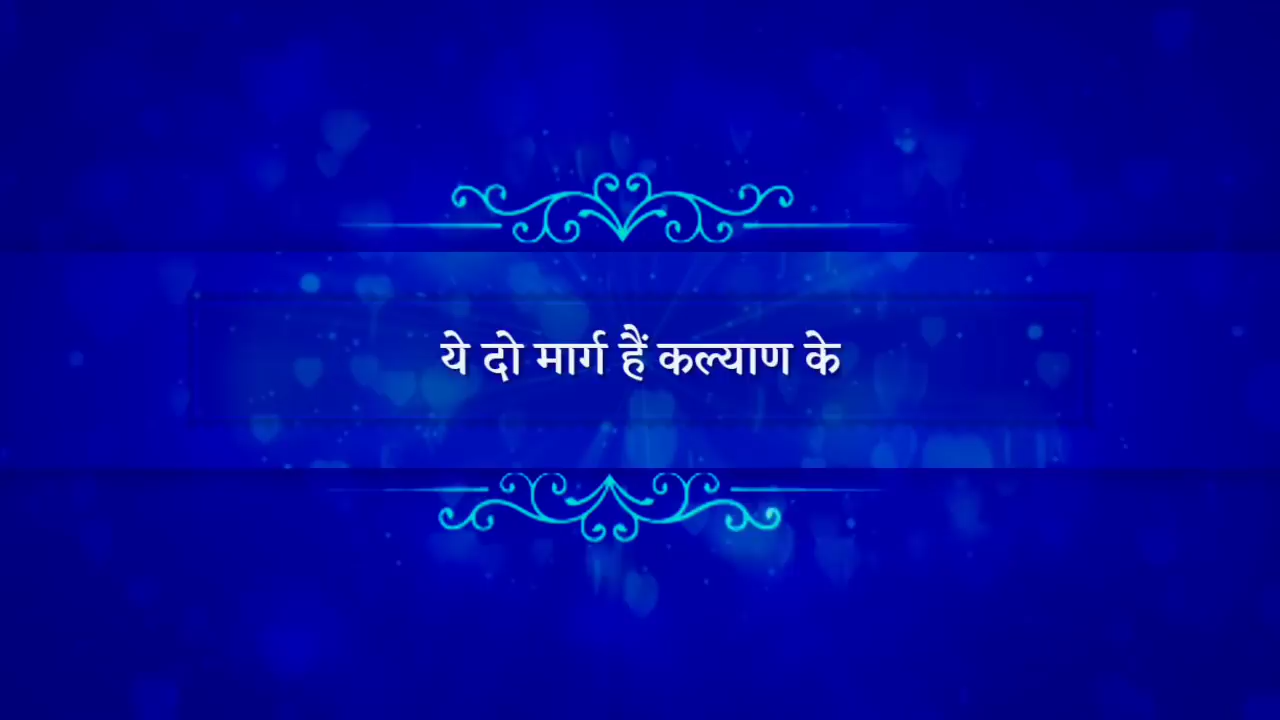 ये दो मार्ग हैं कल्याण के